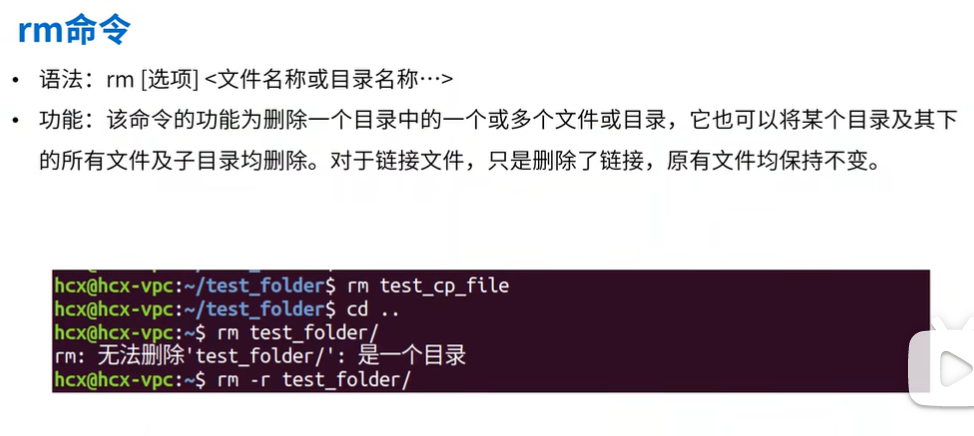 rm命令
• 语法：rm [选项] <文件名称或目录名称…>
• 功能：该命令的功能为删除一个目录中的一个或多个文件或目录，它也可以将某个目录及其下
的所有文件及子目录均删除。对于链接文件，只是删除了链接，原有文件均保持不变。
hcx@hcx-vpc:~/test_folder$ rm test_cp_file
hcx@hcx-vpc:~/test_folder$ cd ..
hcx@hcx-vpc:~$ rm test_folder/
rm: 无法删除'test_folder/': 是一个目录
hcx@hcx-vpc:~$ rm -r test_folder/